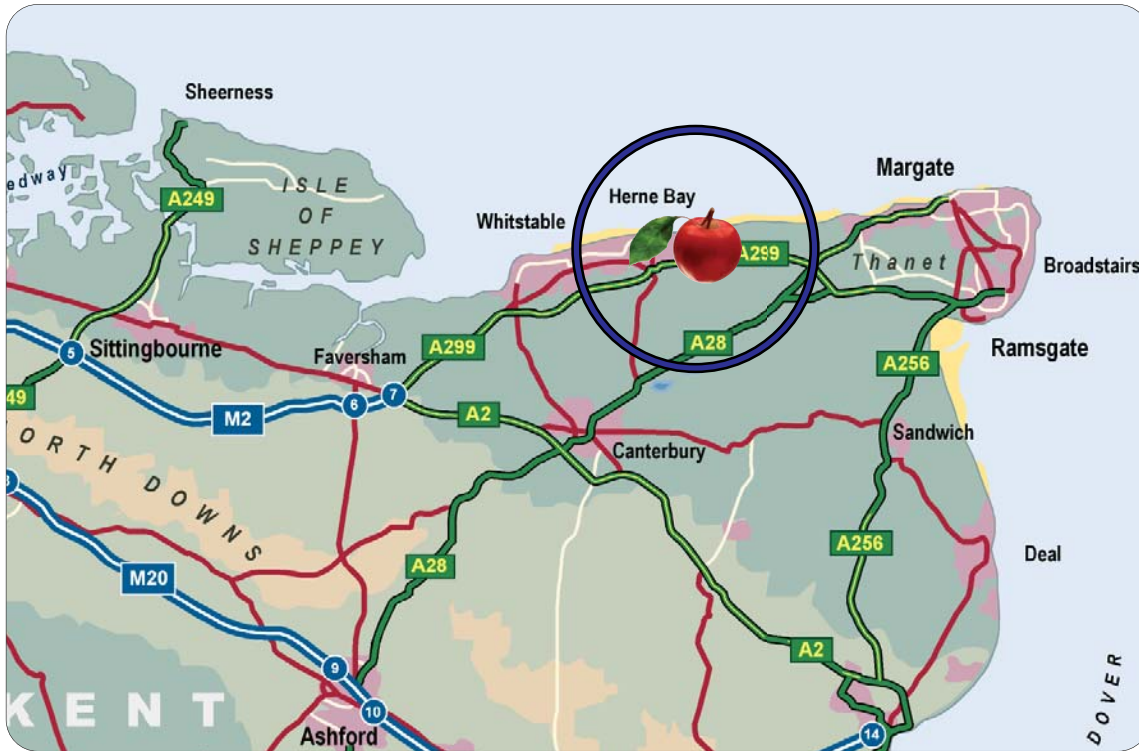 Sheerness
edway
A249
ISLE
OF
SHEPPEY
Margate
Herne Bay
Whitstable
A299
Thanet
Broadstairs
5
Sittingbourne
Faversham
A299
A28
Ramsgate
A256
49
7
6
M2
A2
Canterbury
Sandwich
ORTH DOWNS
M20
A28
A256
Deal
A2
9
10
KENT
Ashford
14
DOVER